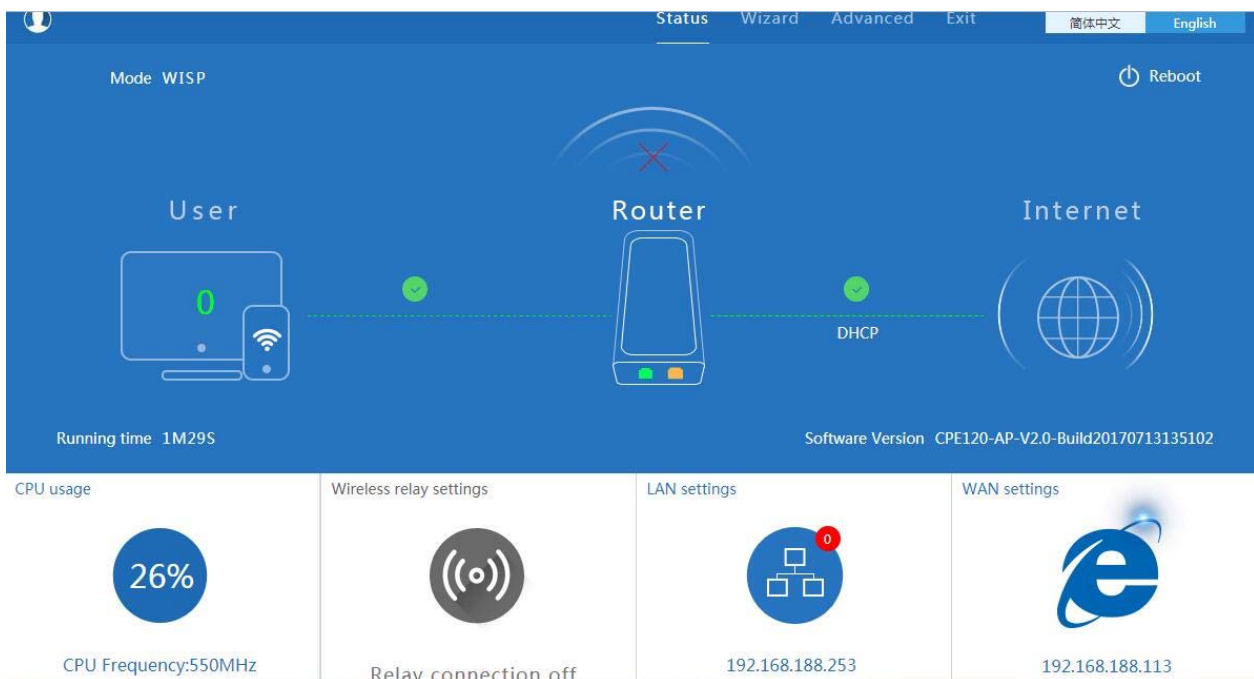 Status Wizard Advanced Exit 简体中文 English
Mode WISP
Reboot
User
Router
Internet
0
DHCP
Running time 1M29S
Software Version CPE120-AP-V2.0-Build20170713135102
CPU usage
Wireless relay settings
LAN settings
WAN settings
26%
0
CPU Frequency:550MHz
Relay connection off
192.168.188.253
192.168.188.113